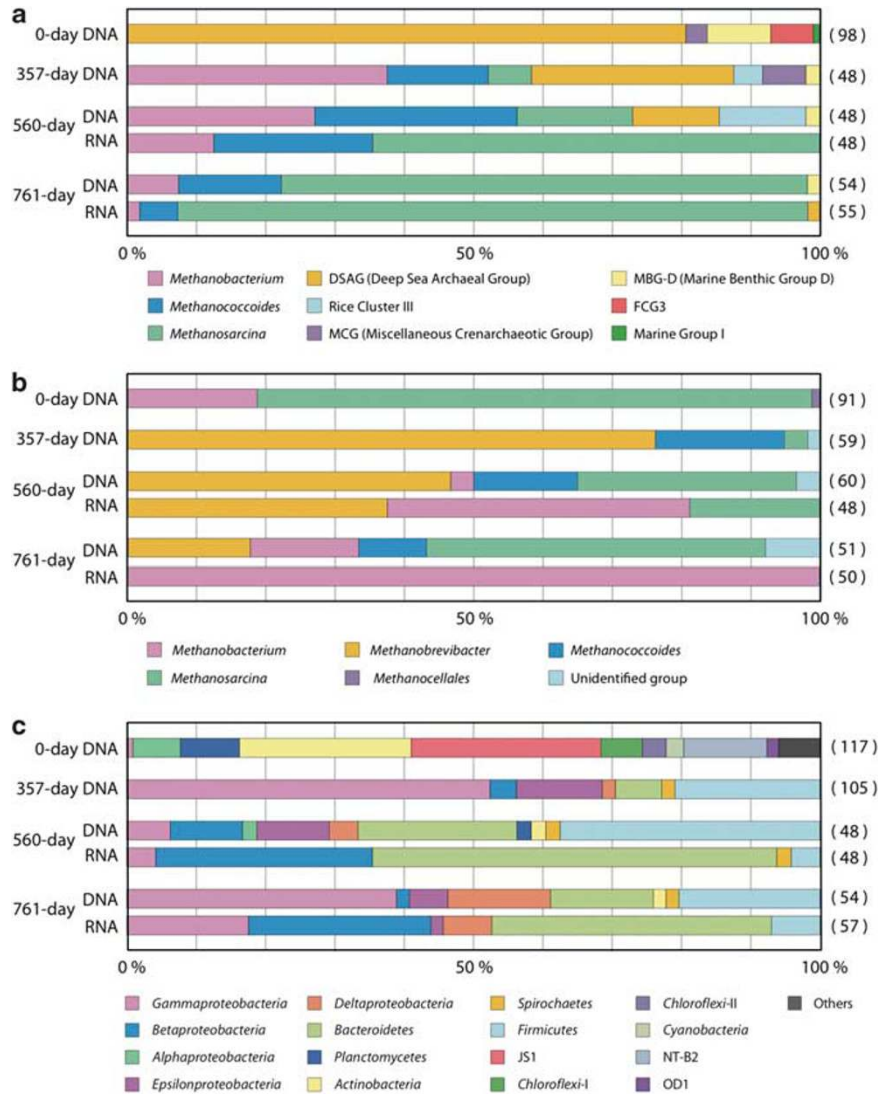 a
0-day DNA
( 98 )
357-day DNA
( 48 )
560-day DNA
( 48 )
RNA
( 48 )
761-day DNA
( 54 )
RNA
( 55 )
0 % 50 % 100 %
Methanobacterium DSAG (Deep Sea Archaeal Group) MBG-D (Marine Benthic Group D)
Methanococcoides Rice Cluster III FCG3
Methanosarcina MCG (Miscellaneous Crenarchaeotic Group) Marine Group I
b
0-day DNA
( 91 )
357-day DNA
( 59 )
560-day DNA
( 60 )
RNA
( 48 )
761-day DNA
( 51 )
RNA
( 50 )
0 % 50 % 100 %
Methanobacterium Methanobrevibacter Methanococcoides
Methanosarcina Methanocellales Unidentified group
c
0-day DNA
( 117 )
357-day DNA
( 105 )
560-day DNA
( 48 )
RNA
( 48 )
761-day DNA
( 54 )
RNA
( 57 )
0 % 50 % 100 %
Gammaproteobacteria Deltaproteobacteria Spirochaetes Chloroflexi-II Others
Betaproteobacteria Bacteroidetes Firmicutes Cyanobacteria
Alphaproteobacteria Planctomycetes JS1 NT-B2
Epsilonproteobacteria Actinobacteria Chloroflexi-I OD1